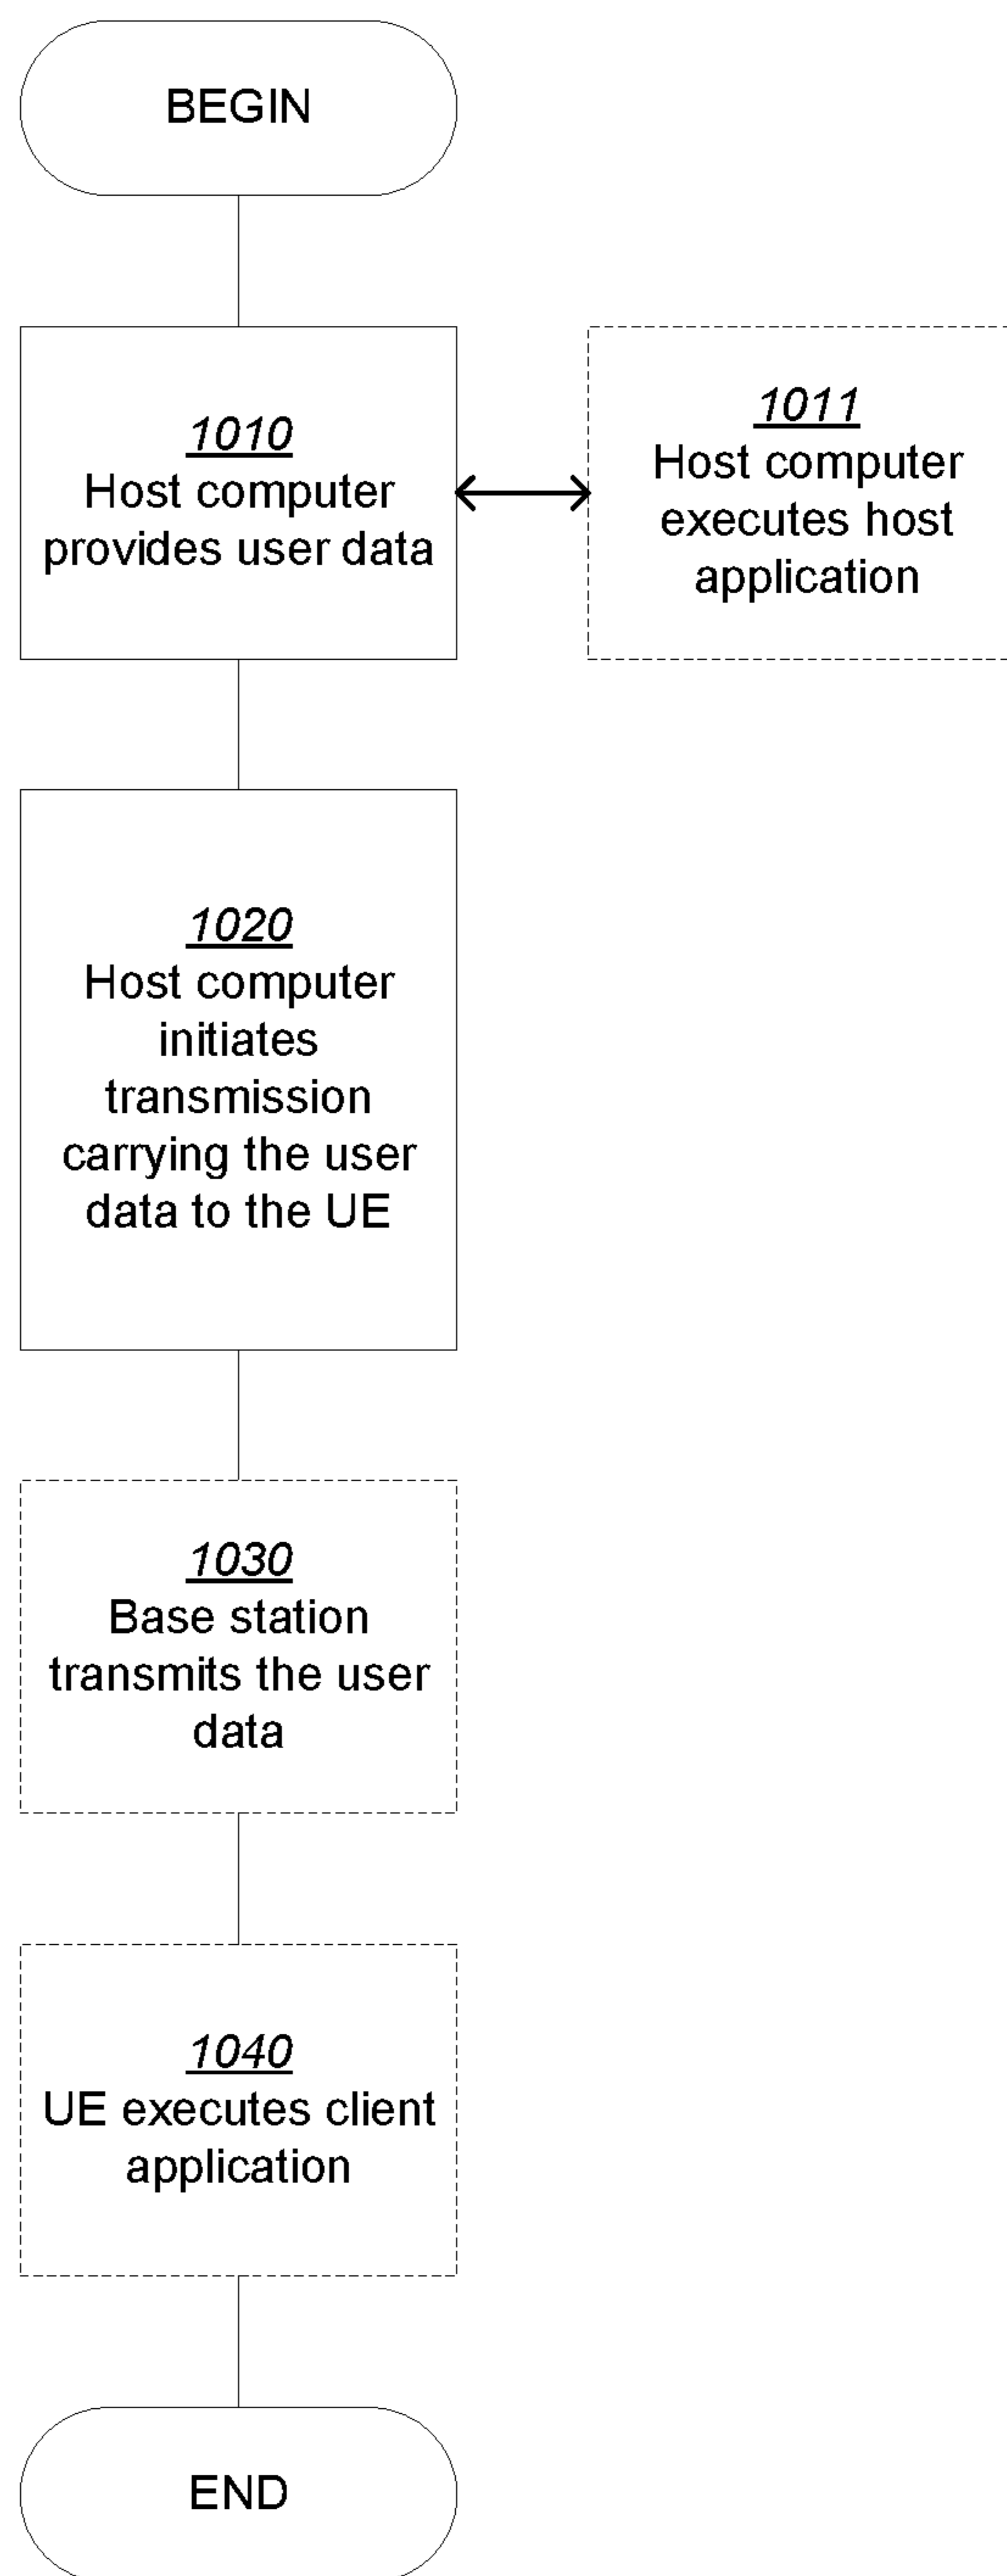 BEGIN
1010
Host computer
provides user data
1011
Host computer
executes host
application
1020
Host computer
initiates
transmission
carrying the user
data to the UE
1030
Base station
transmits the user
data
1040
UE executes client
application
END